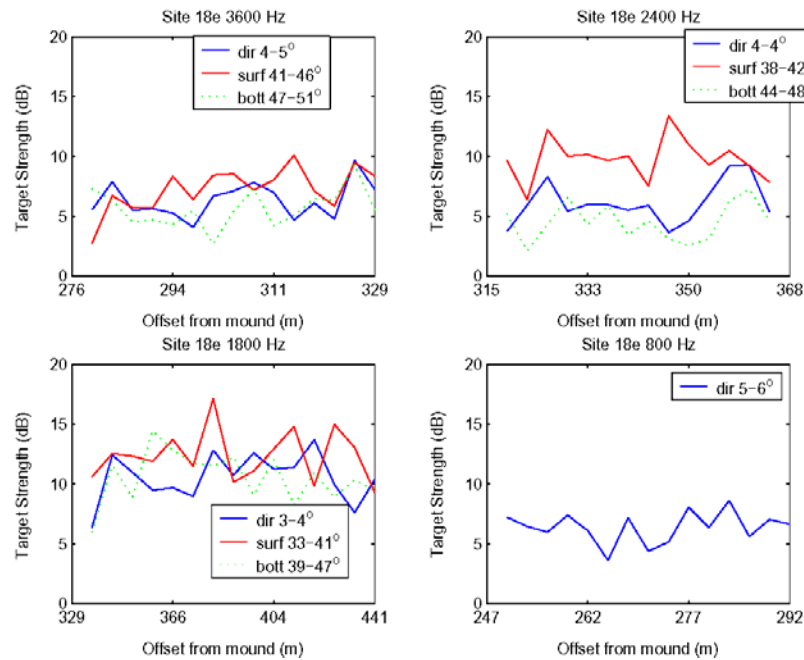 Site 18e 3600 Hz
dir 4−5°
surf 41−46°
bott 47−51°
Target Strength (dB)
20
15
10
5
0
276
294
311
329
Offset from mound (m)
Site 18e 2400 Hz
dir 4−4°
surf 38−42
bott 44−48
Target Strength (dB)
20
15
10
5
0
315
333
350
368
Offset from mound (m)
Site 18e 1800 Hz
Target Strength (dB)
20
15
10
5
0
dir 3−4°
surf 33−41°
bott 39−47°
329
366
404
441
Offset from mound (m)
Site 18e 800 Hz
dir 5−6°
Target Strength (dB)
20
15
10
5
0
247
262
277
292
Offset from mound (m)